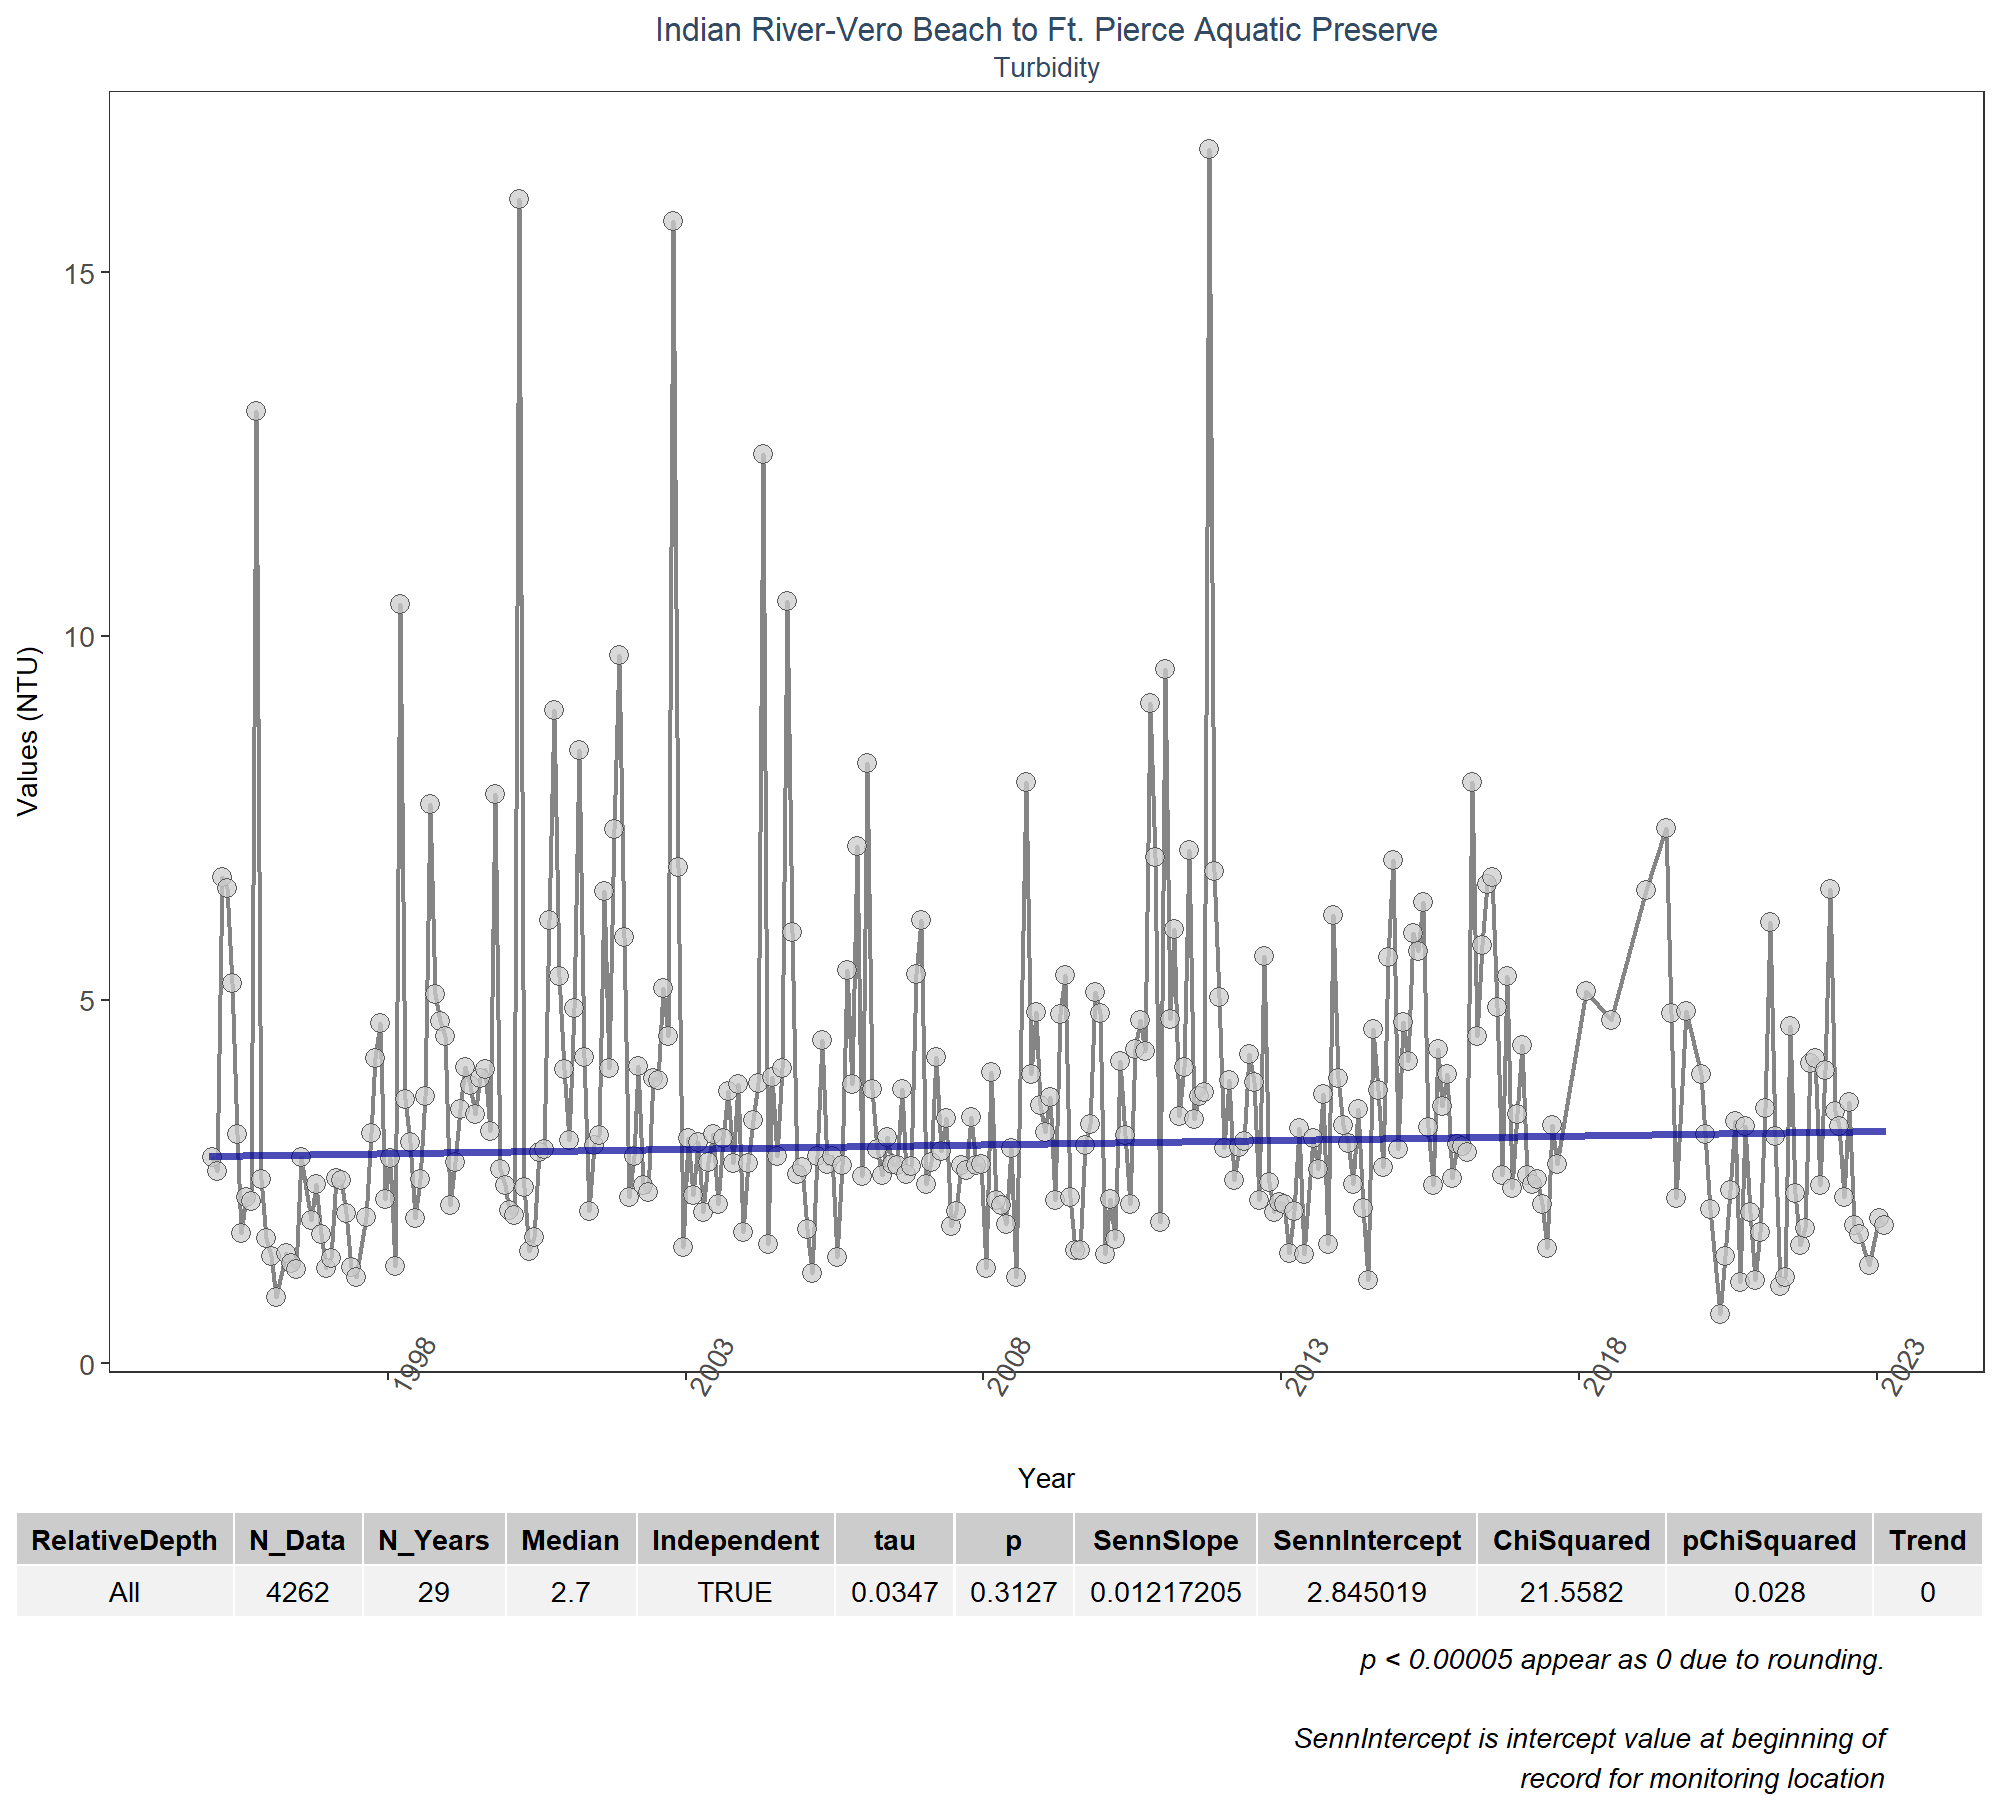 Indian River-Vero Beach to Ft. Pierce Aquatic Preserve
Turbidity
Values (NTU)
15
10
5
0
1998 2003 2008 2013 2018 2023
Year
RelativeDepth N_Data N_Years Median Independent tau p SennSlope SennIntercept ChiSquared pChiSquared Trend
All 4262 29 2.7 TRUE 0.0347 0.3127 0.01217205 2.845019 21.5582 0.028 0
p < 0.00005 appear as 0 due to rounding.
SennIntercept is intercept value at beginning of
record for monitoring location